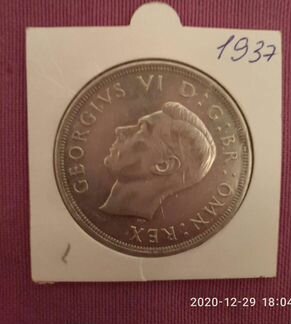 1937
GEORGIVS VI D:G:BR:OMN:REX
2020-12-29 18:04